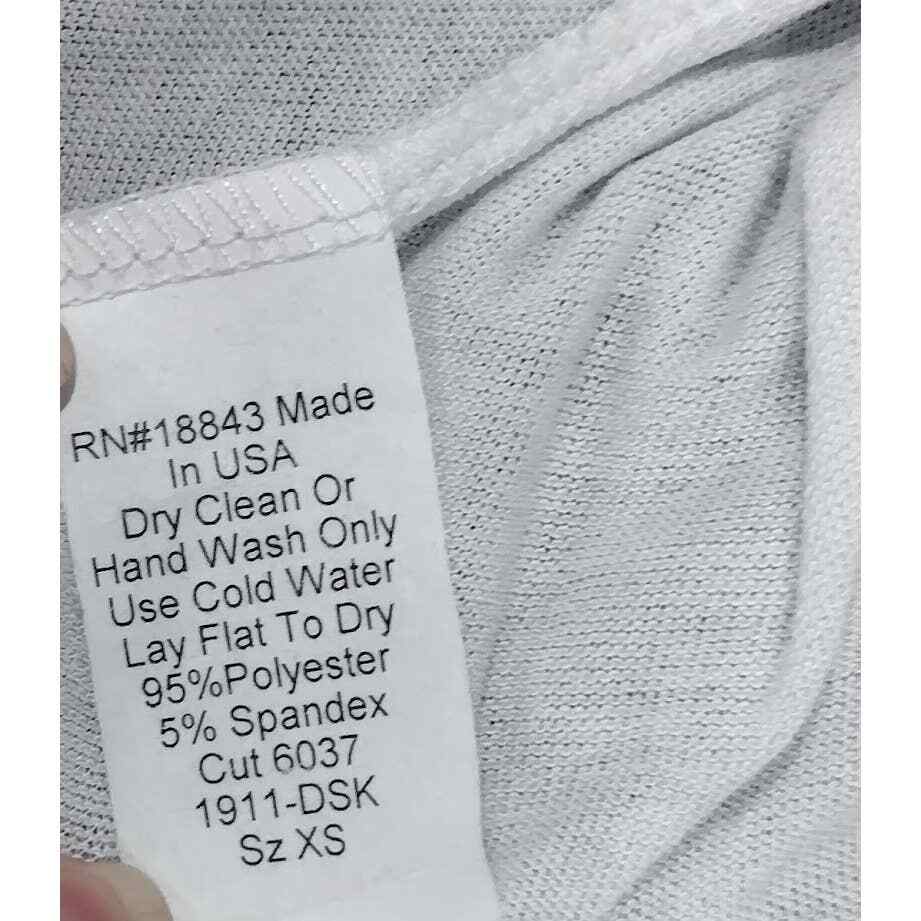 RN#18843 Made
In USA
Dry Clean Or
Hand Wash Only
Use Cold Water
Lay Flat To Dry
95%Polyester
5% Spandex
Cut 6037
1911-DSK
Sz XS